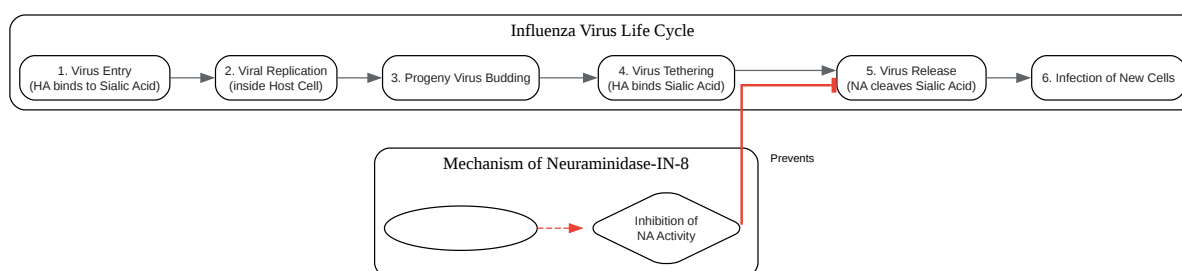 Influenza Virus Life Cycle
1. Virus Entry
(HA binds to Sialic Acid)
2. Viral Replication
(inside Host Cell)
3. Progeny Virus Budding
4. Virus Tethering
(HA binds Sialic Acid)
5. Virus Release
(NA cleaves Sialic Acid)
6. Infection of New Cells
Mechanism of Neuraminidase-IN-8
Prevents
Inhibition of
NA Activity